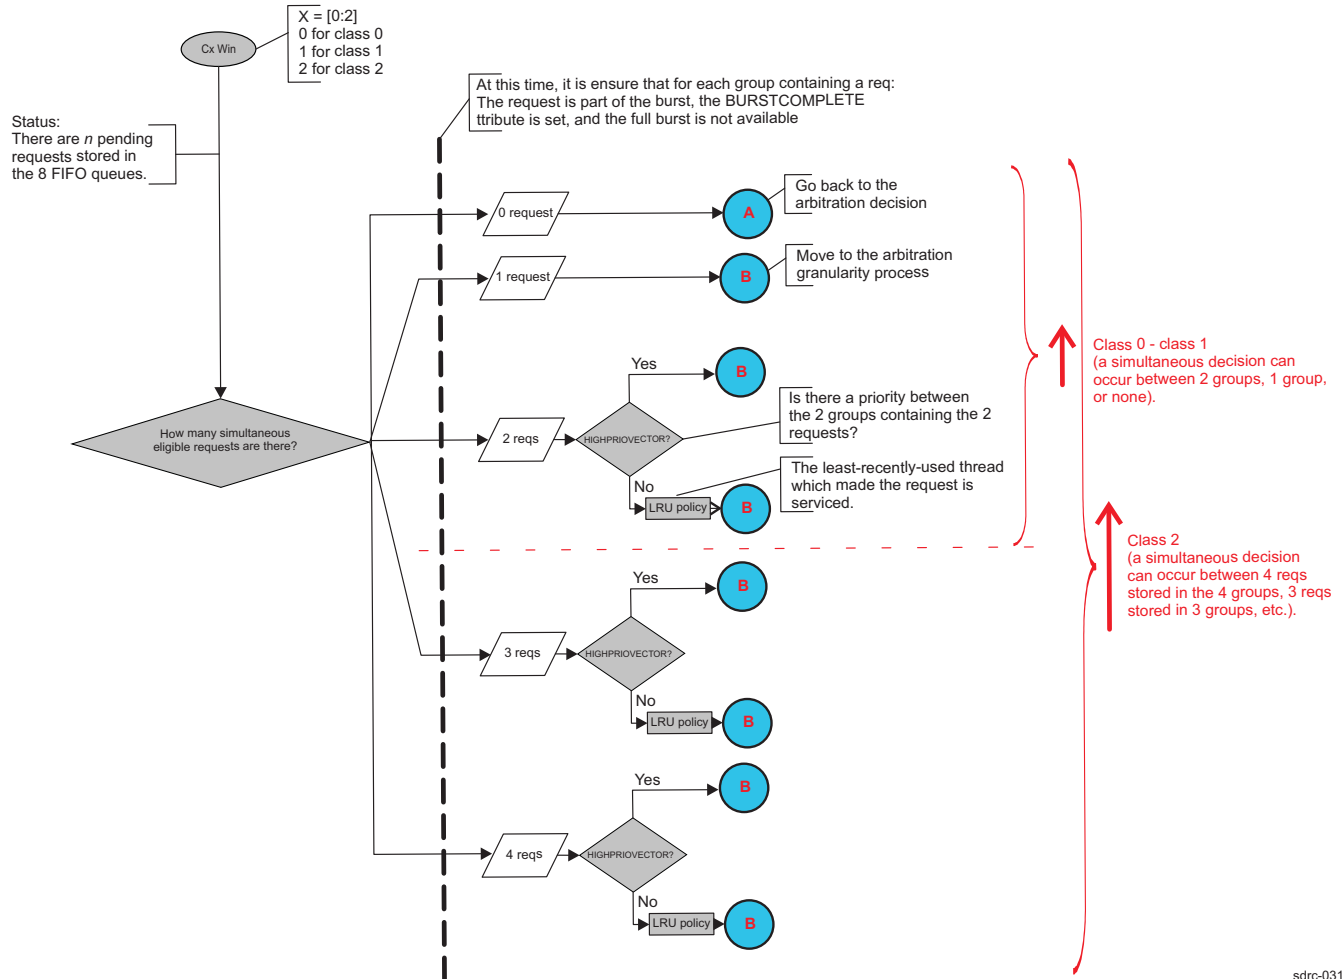 Cx Win
X = [0:2]
0 for class 0
1 for class 1
2 for class 2
Status:
There are n pending
requests stored in
the 8 FIFO queues.
At this time, it is ensure that for each group containing a req:
The request is part of the burst, the BURSTCOMPLETE
ttribute is set, and the full burst is not available
How many simultaneous
eligible requests are there?
0 request
A
Go back to the
arbitration decision
1 request
B
Move to the arbitration
granularity process
2 reqs
HIGHPRIOVECTOR?
Yes
B
Is there a priority between
the 2 groups containing the 2
requests?
No
LRU policy
B
The least-recently-used thread
which made the request is
serviced.
Class 0 - class 1
(a simultaneous decision can
occur between 2 groups, 1 group,
or none).
3 reqs
HIGHPRIOVECTOR?
Yes
B
No
LRU policy
B
Class 2
(a simultaneous decision
can occur between 4 reqs
stored in the 4 groups, 3 reqs
stored in 3 groups, etc.).
4 reqs
HIGHPRIOVECTOR?
Yes
B
No
LRU policy
B
sdrc-031